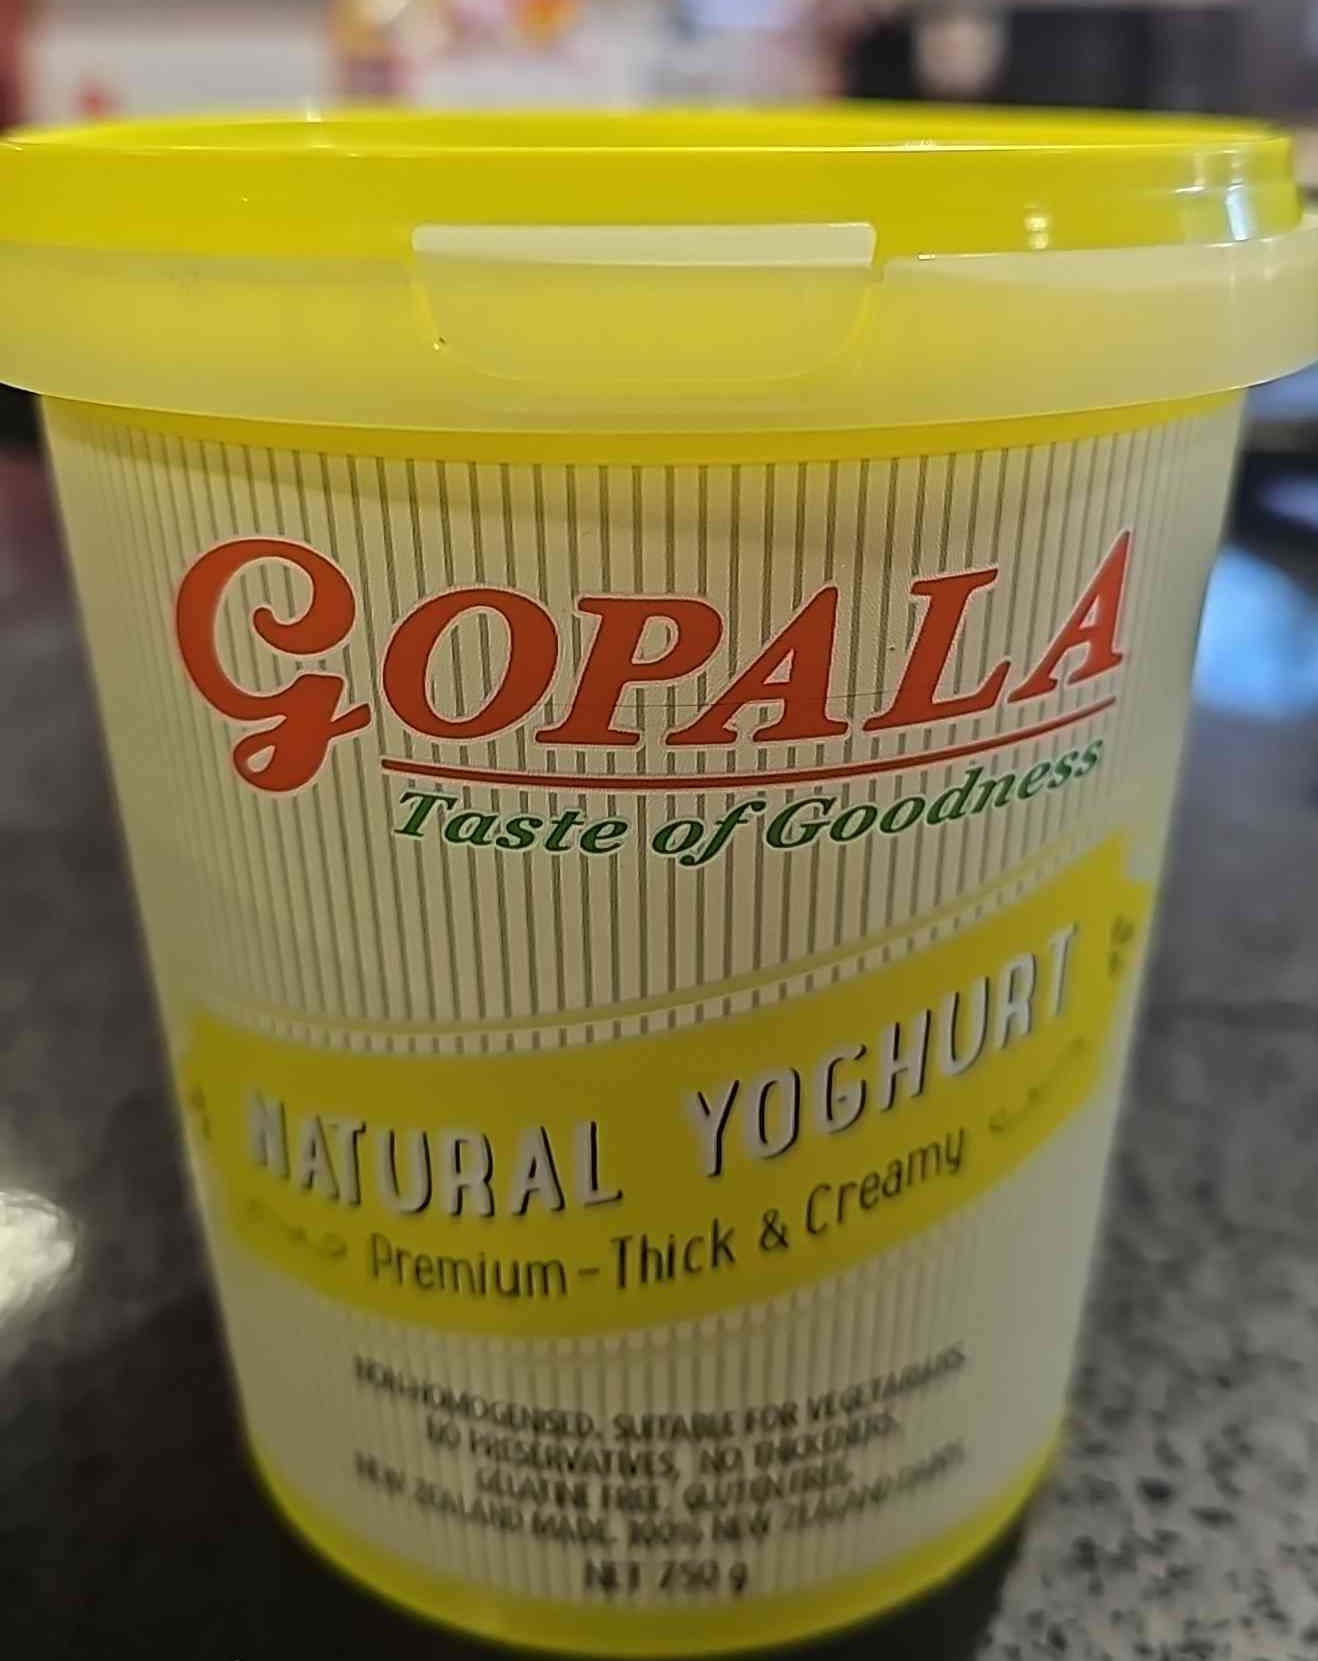 GOPALA
Taste of Goodness
NATURAL YOGHURT
Premium - Thick & Creamy
NON-HOMOGENISED, SUITABLE FOR VEGETARIANS,
NO PRESERVATIVES, NO THICKENERS,
GELATINE FREE, GLUTEN FREE,
NEW ZEALAND MADE, 100% NEW ZEALAND DAIRY.
NET 750 g